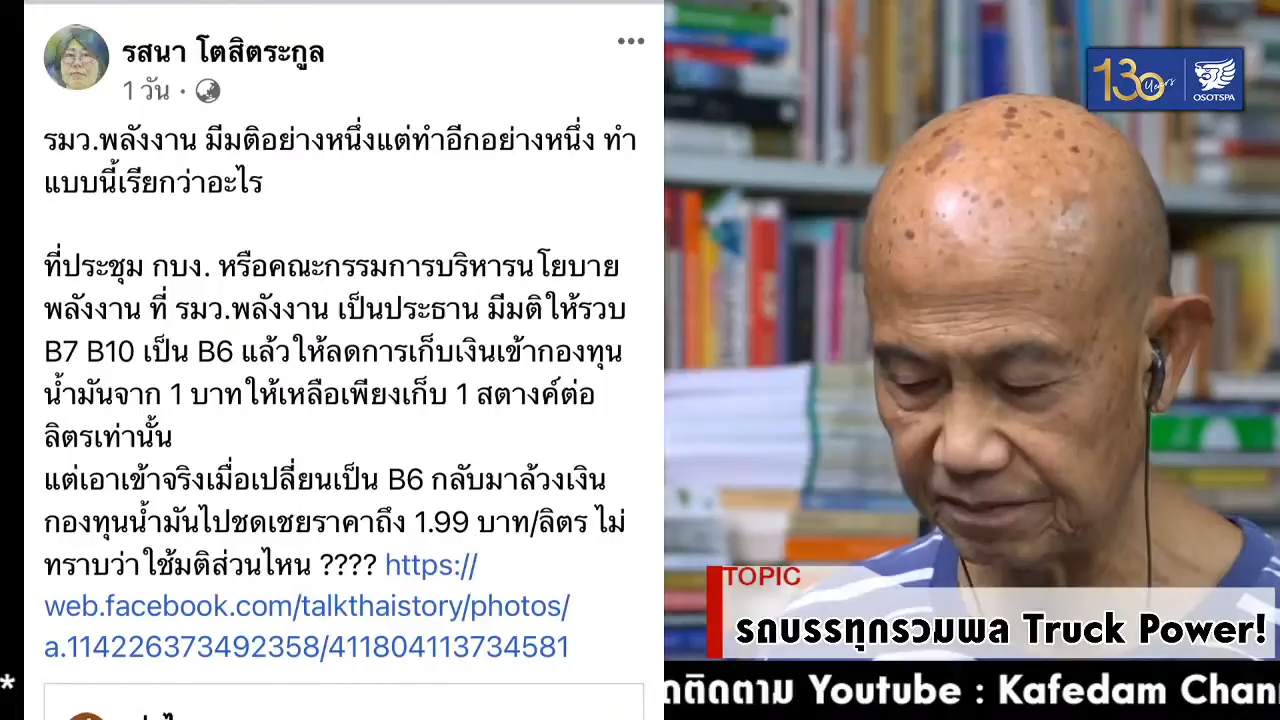 รสนา โตสิตระกูล
1 วัน ·
รมว.พลังงาน มีมติอย่างหนึ่งแต่ทำอีกอย่างหนึ่ง ทำ
แบบนี้เรียกว่าอะไร
ที่ประชุม กบง. หรือคณะกรรมการบริหารนโยบาย
พลังงาน ที่ รมว.พลังงาน เป็นประธาน มีมติให้รวบ
B7 B10 เป็น B6 แล้วให้ลดการเก็บเงินเข้ากองทุน
น้ำมันจาก 1 บาทให้เหลือเพียงเก็บ 1 สตางค์ต่อ
ลิตรเท่านั้น
แต่เอาเข้าจริงเมื่อเปลี่ยนเป็น B6 กลับมาล้วงเงิน
กองทุนน้ำมันไปชดเชยราคาถึง 1.99 บาท/ลิตร ไม่
ทราบว่าใช้มติส่วนไหน ???? https://
web.facebook.com/talkthaistory/photos/
a.114226373492358/411804113734581
130 Years OSOTSPA
TOPIC
รถบรรทุกรวมพล Truck Power!
* ติดตาม Youtube : Kafedam Chan